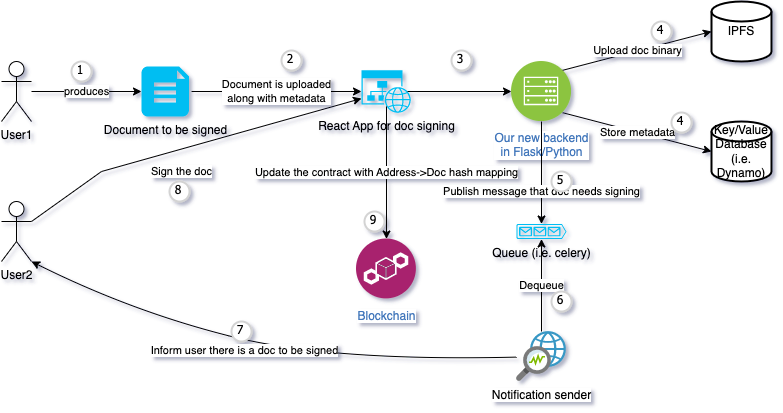 4
IPFS
Upload doc binary
1
2
3
produces
Document is uploaded
along with metadata
User1
Document to be signed
React App for doc signing
Our new backend
in Flask/Python
Store metadata
4
Key/Value
Database
(i.e.
Dynamo)
Sign the doc
8
Update the contract with Address->Doc hash mapping
5
Publish message that doc needs signing
9
User2
Queue (i.e. celery)
Dequeue
6
Blockchain
7
Inform user there is a doc to be signed
Notification sender